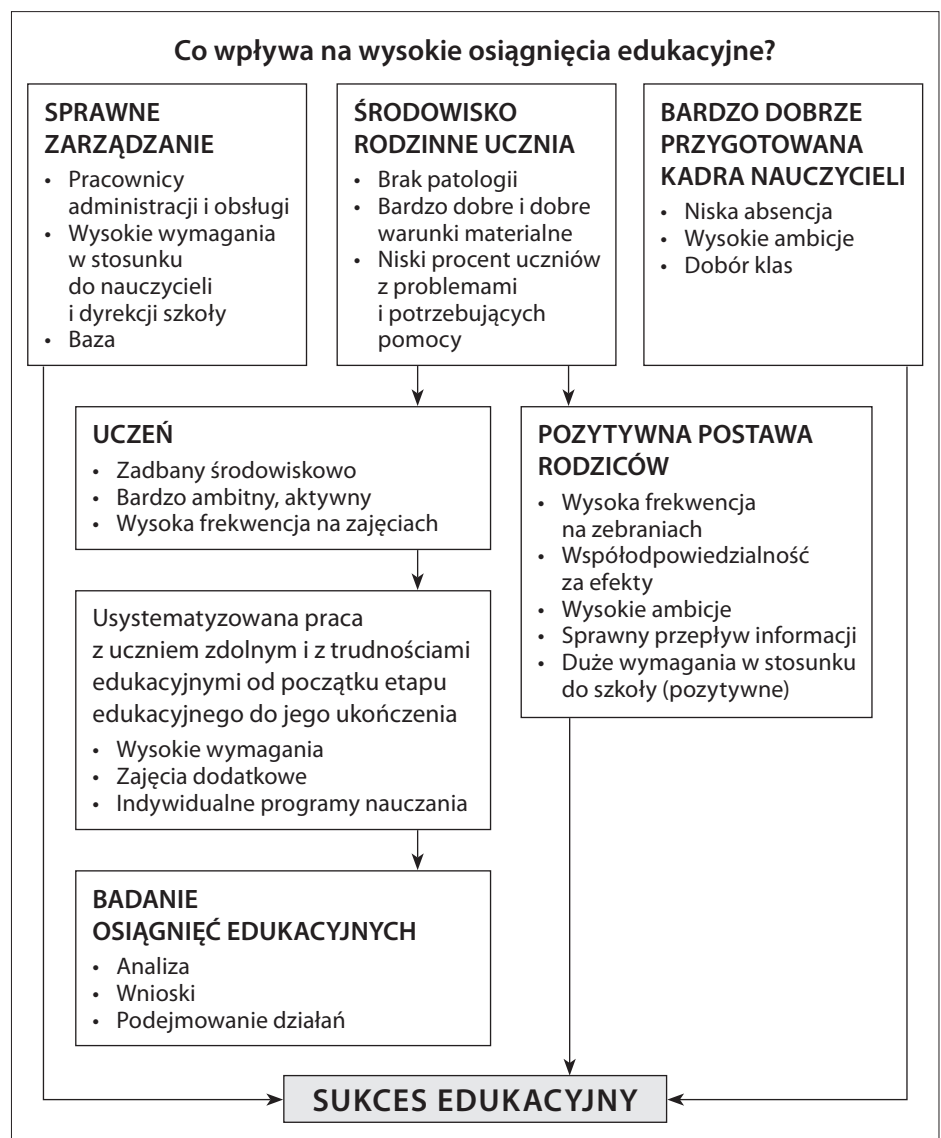 Co wpływa na wysokie osiągnięcia edukacyjne?
SPRAWNE
ZARZĄDZANIE
• Pracownicy
administracji i obsługi
• Wysokie wymagania
w stosunku
do nauczycieli
i dyrekcji szkoły
• Baza
ŚRODOWISKO
RODZINNE UCZNIA
• Brak patologii
• Bardzo dobre i dobre
warunki materialne
• Niski procent uczniów
z problemami
i potrzebujących
pomocy
BARDZO DOBRZE
PRZYGOTOWANA
KADRA NAUCZYCIELI
• Niska absencja
• Wysokie ambicje
• Dobór klas
UCZEŃ
• Zadbany środowiskowo
• Bardzo ambitny, aktywny
• Wysoka frekwencja na zajęciach
POZYTYWNA POSTAWA
RODZICÓW
• Wysoka frekwencja
na zebraniach
• Współodpowiedzialność
za efekty
• Wysokie ambicje
• Sprawny przepływ informacji
• Duże wymagania w stosunku
do szkoły (pozytywne)
Usystematyzowana praca
z uczniem zdolnym i z trudnościami
edukacyjnymi od początku etapu
edukacyjnego do jego ukończenia
• Wysokie wymagania
• Zajęcia dodatkowe
• Indywidualne programy nauczania
BADANIE
OSIĄGNIĘĆ EDUKACYJNYCH
• Analiza
• Wnioski
• Podejmowanie działań
SUKCES EDUKACYJNY